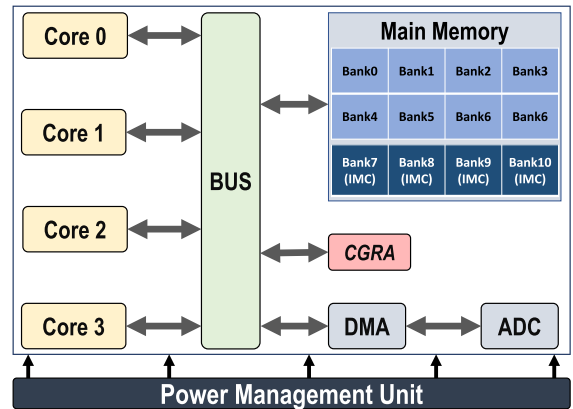 Core 0
Core 1
Core 2
Core 3
BUS
Main Memory
Bank0 Bank1 Bank2 Bank3
Bank4 Bank5 Bank6 Bank6
Bank7 Bank8 Bank9 Bank10
(IMC) (IMC) (IMC) (IMC)
CGRA
DMA ADC
Power Management Unit